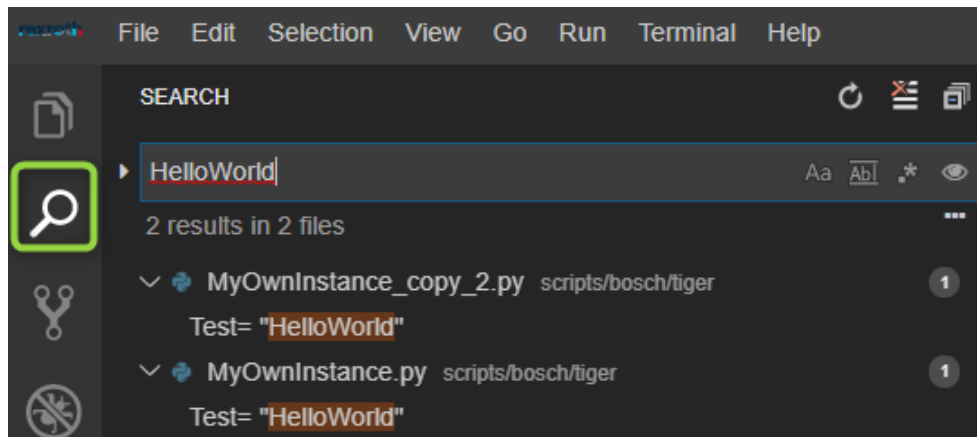 rexroth File Edit Selection View Go Run Terminal Help
SEARCH
HelloWorld Aa Abl .*
2 results in 2 files
MyOwnInstance_copy_2.py scripts/bosch/tiger 1
Test= "HelloWorld"
MyOwnInstance.py scripts/bosch/tiger 1
Test= "HelloWorld"